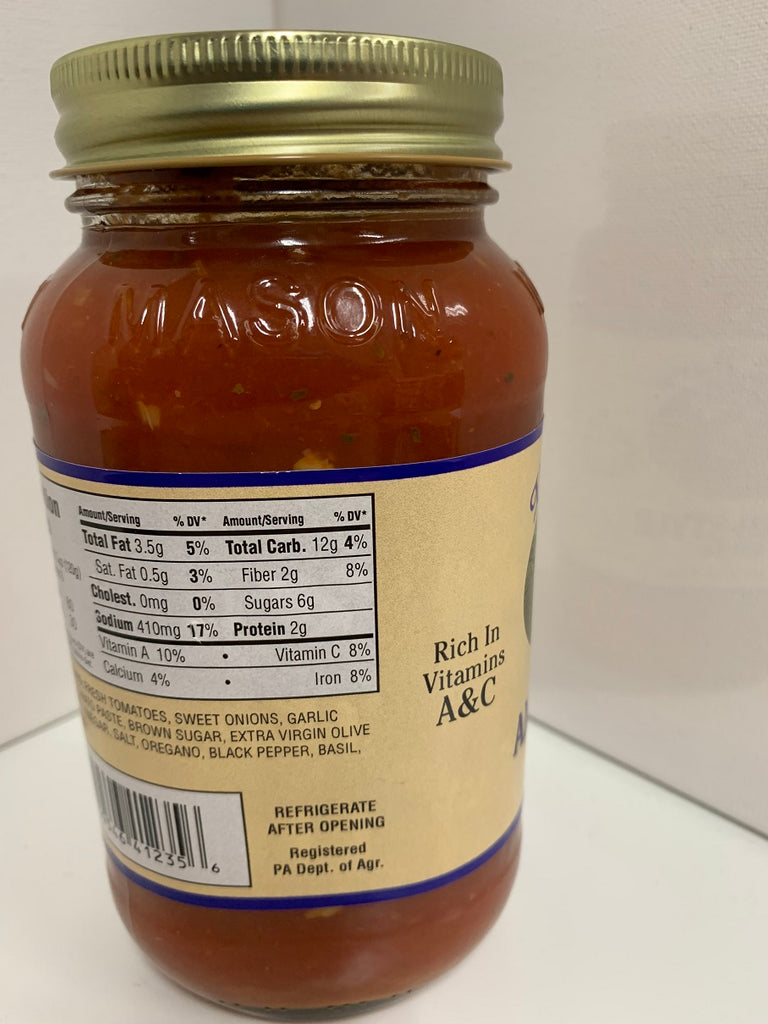 MASON
Amount/Serving % DV* Amount/Serving % DV*
Total Fat 3.5g 5% Total Carb. 12g 4%
Sat. Fat 0.5g 3% Fiber 2g 8%
Cholest. 0mg 0% Sugars 6g
Sodium 410mg 17% Protein 2g
Vitamin A 10% • Vitamin C 8%
Calcium 4% • Iron 8%
FRESH TOMATOES, SWEET ONIONS, GARLIC
PASTE, BROWN SUGAR, EXTRA VIRGIN OLIVE
SALT, OREGANO, BLACK PEPPER, BASIL,
41235 6
REFRIGERATE
AFTER OPENING
Registered
PA Dept. of Agr.
Rich In
Vitamins
A&C